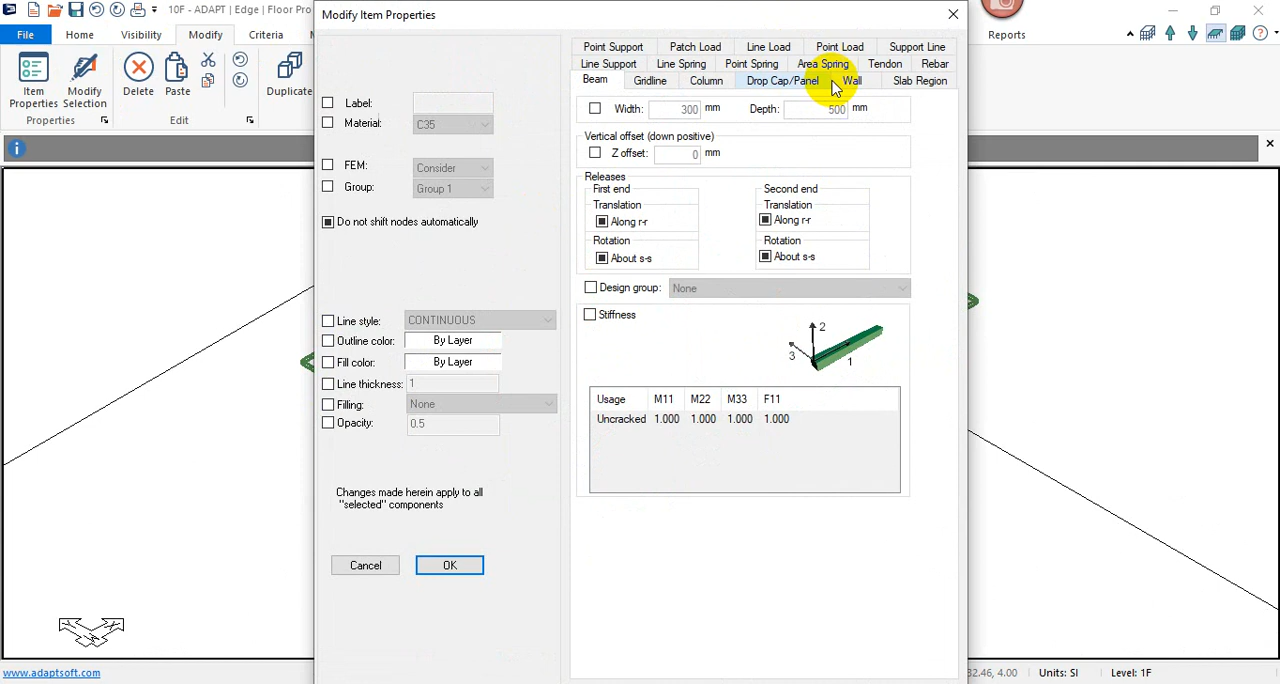 10F - ADAPT | Edge | Floor Pro
Modify Item Properties
File
Home
Visibility
Modify
Criteria
Reports
Item Properties
Modify Selection
Delete
Paste
Duplicate
Properties
Edit
Point Support
Patch Load
Line Load
Point Load
Support Line
Line Support
Line Spring
Point Spring
Area Spring
Tendon
Rebar
Beam
Gridline
Column
Drop Cap/Panel
Wall
Slab Region
Label:
Material: C35
FEM: Consider
Group: Group 1
Do not shift nodes automatically
Line style: CONTINUOUS
Outline color: By Layer
Fill color: By Layer
Line thickness: 1
Filling: None
Opacity: 0.5
Changes made herein apply to all
"selected" components
Cancel
OK
Width: 300 mm Depth: 500 mm
Vertical offset (down positive)
Z offset: 0 mm
Releases
First end
Translation
Along r-r
Rotation
About s-s
Second end
Translation
Along r-r
Rotation
About s-s
Design group: None
Stiffness
2
3
1
Usage M11 M22 M33 F11
Uncracked 1.000 1.000 1.000 1.000
www.adaptsoft.com
32.46, 4.00
Units: SI
Level: 1F